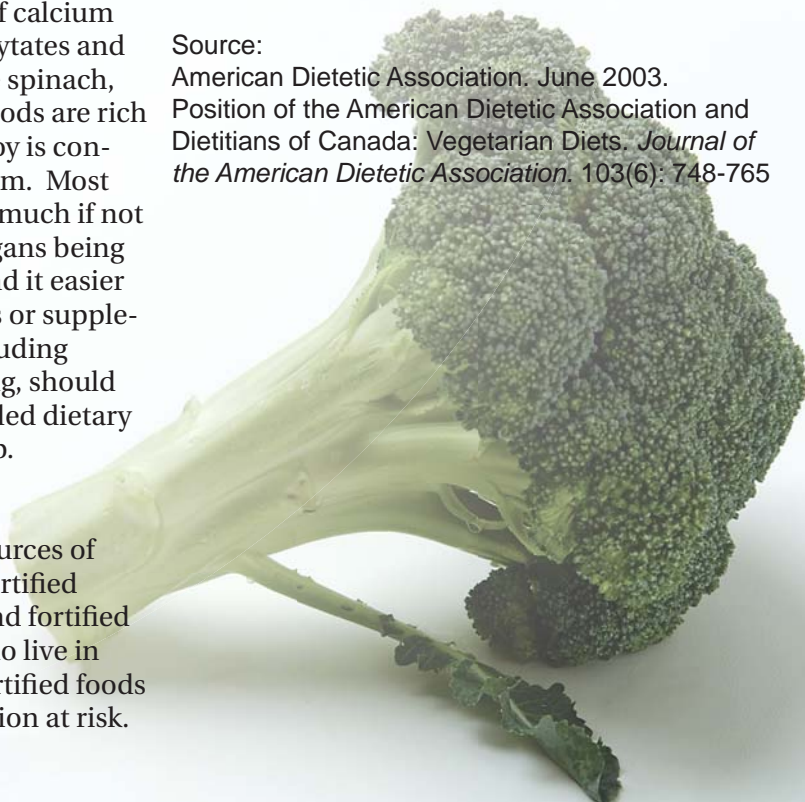 f calcium
ytates and
spinach,
ods are rich
y is con-
m. Most
much if not
gans being
d it easier
s or supple-
uding
g, should
led dietary
p.
urces of
rtified
nd fortified
o live in
rtified foods
ion at risk.
Source:
American Dietetic Association. June 2003.
Position of the American Dietetic Association and
Dietitians of Canada: Vegetarian Diets. Journal of
the American Dietetic Association. 103(6): 748-765